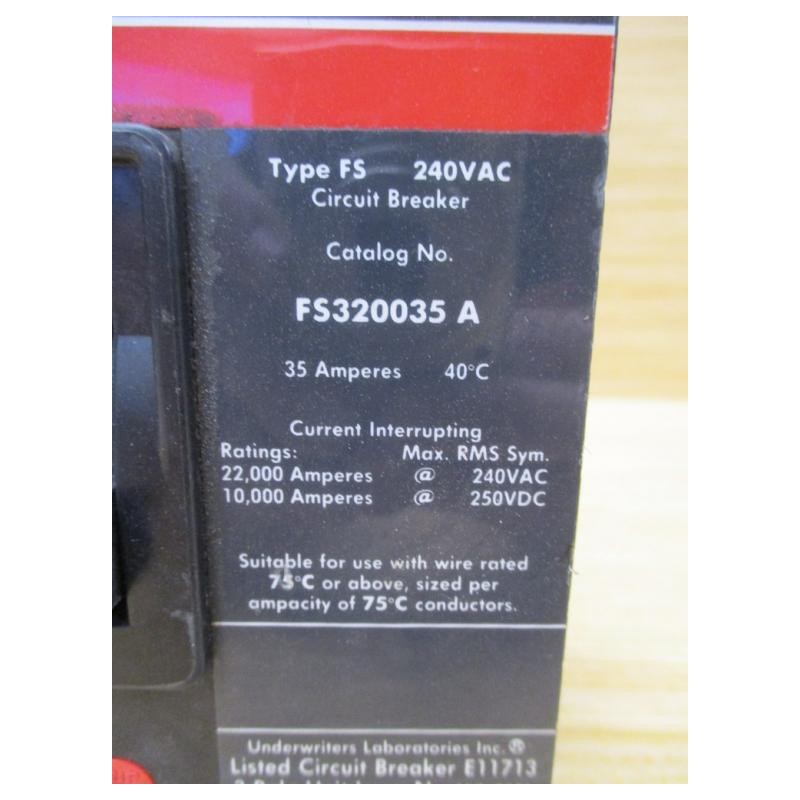 Type FS 240VAC
Circuit Breaker
Catalog No.
FS320035 A
35 Amperes 40°C
Current Interrupting
Ratings: Max. RMS Sym.
22,000 Amperes @ 240VAC
10,000 Amperes @ 250VDC
Suitable for use with wire rated
75°C or above, sized per
ampacity of 75°C conductors.
Underwriters Laboratories Inc.®
Listed Circuit Breaker E11713